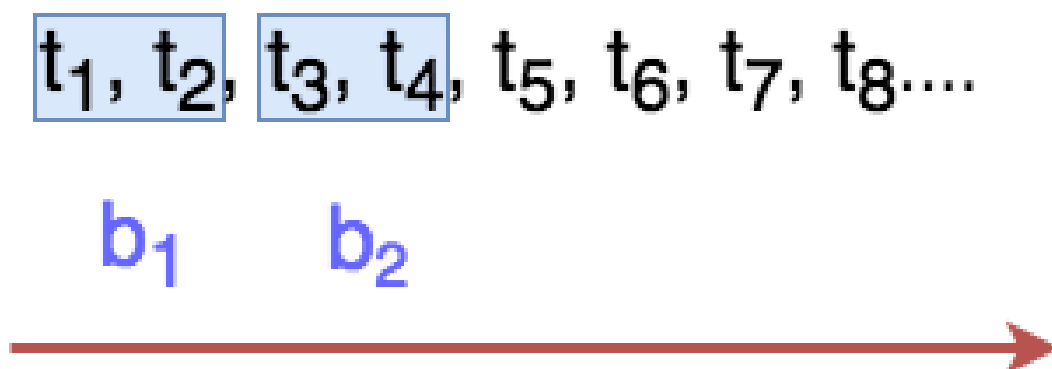 t₁, t₂, t₃, t₄, t₅, t₆, t₇, t₈....
b₁ b₂